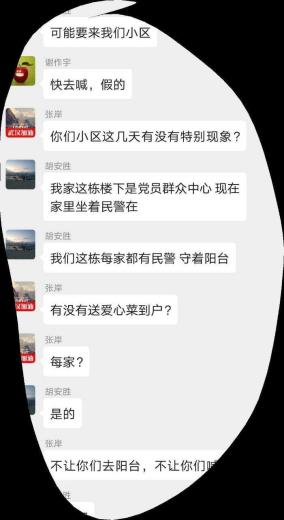 可能要来我们小区
谢作宇
快去喊，假的
张岸
你们小区这几天有没有特别现象？
胡安胜
我家这栋楼下是党员群众中心 现在
家里坐着民警在
胡安胜
我们这栋每家都有民警 守着阳台
张岸
有没有送爱心菜到户？
张岸
每家？
胡安胜
是的
张岸
不让你们去阳台，不让你们
胜